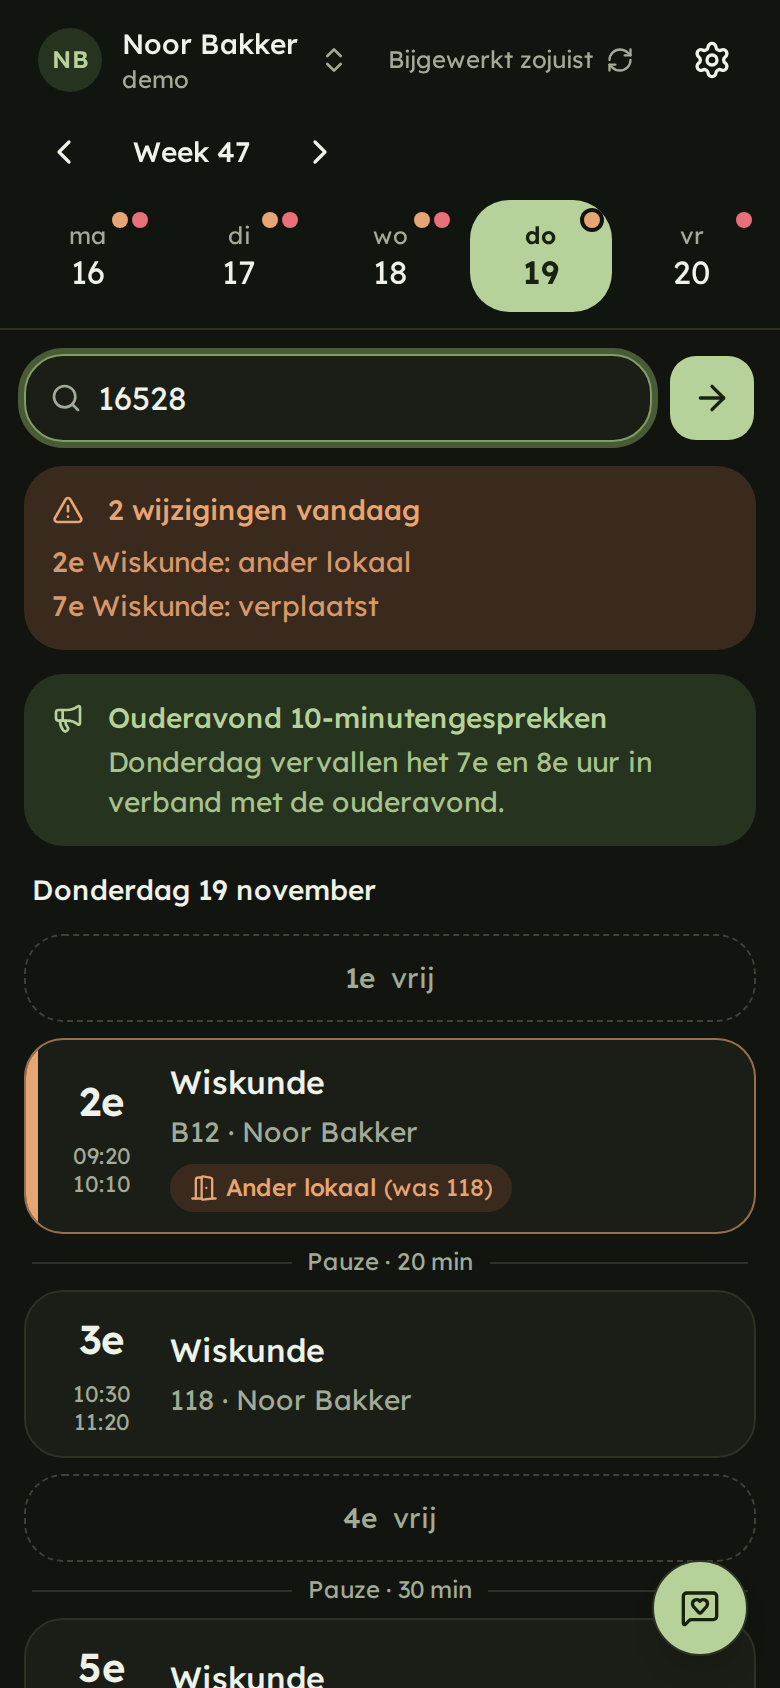 NB
Noor Bakker
demo
Bijgewerkt zojuist
Week 47
ma
16
di
17
wo
18
do
19
vr
20
16528
2 wijzigingen vandaag
2e Wiskunde: ander lokaal
7e Wiskunde: verplaatst
Ouderavond 10-minutengesprekken
Donderdag vervallen het 7e en 8e uur in
verband met de ouderavond.
Donderdag 19 november
1e vrij
2e
09:20
10:10
Wiskunde
B12 · Noor Bakker
Ander lokaal (was 118)
Pauze · 20 min
3e
10:30
11:20
Wiskunde
118 · Noor Bakker
4e vrij
Pauze · 30 min
5e
Wiskunde